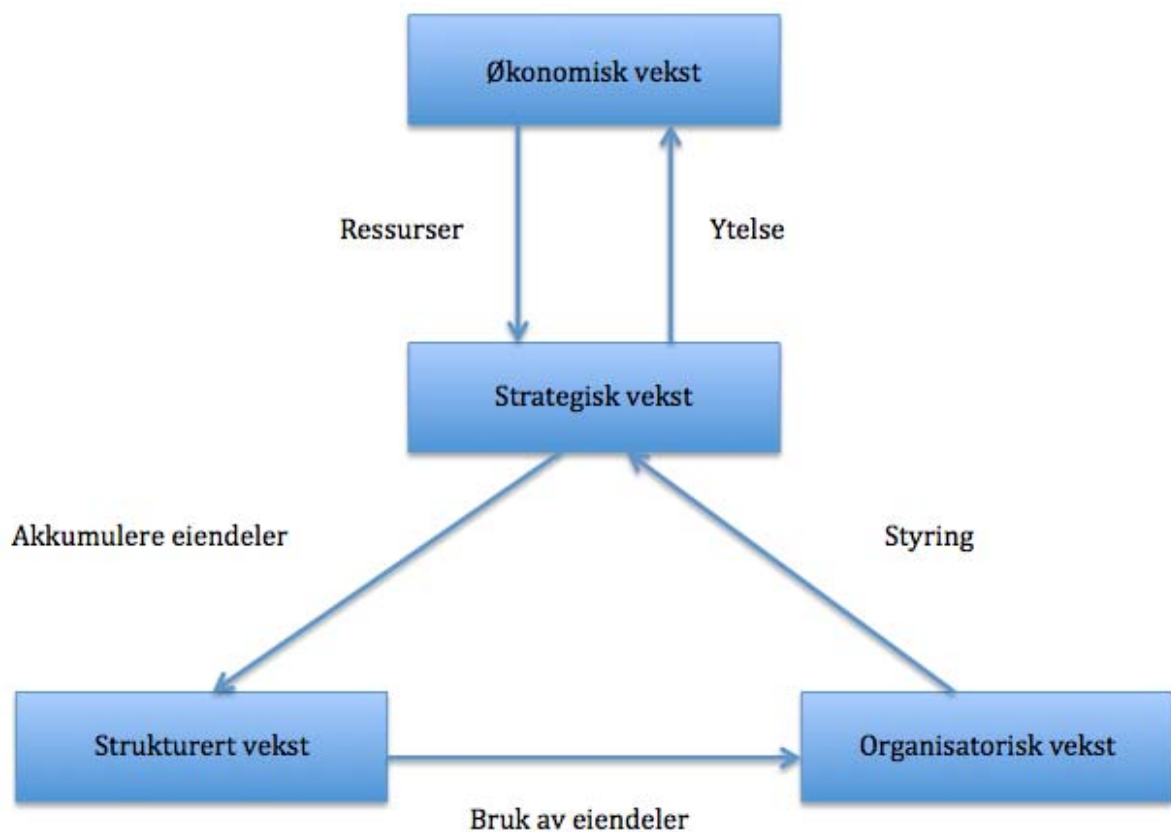 Økonomisk vekst
Ressurser
Ytelse
Strategisk vekst
Akkumulere eiendeler
Styring
Strukturert vekst
Organisatorisk vekst
Bruk av eiendeler